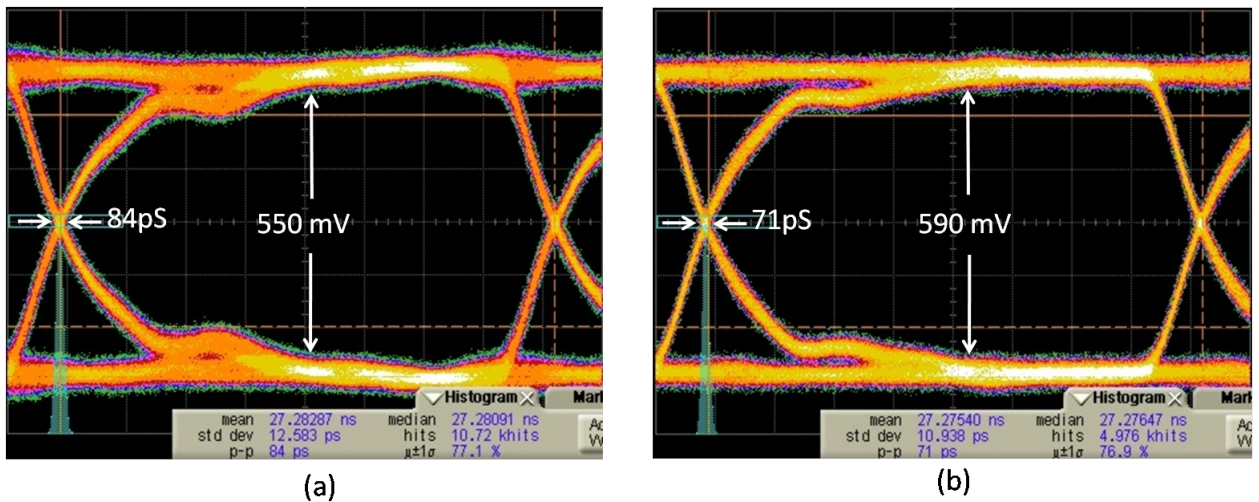 84pS
550 mV
Histogram
Mark
mean 27.28287 ns median 27.28091 ns
std dev 12.583 ps hits 10.72 khits
p-p 84 ps μ±1σ 77.1 %
(a)
71pS
590 mV
Histogram
Mark
mean 27.27540 ns median 27.27647 ns
std dev 10.938 ps hits 4.976 khits
p-p 71 ps μ±1σ 76.9 %
(b)